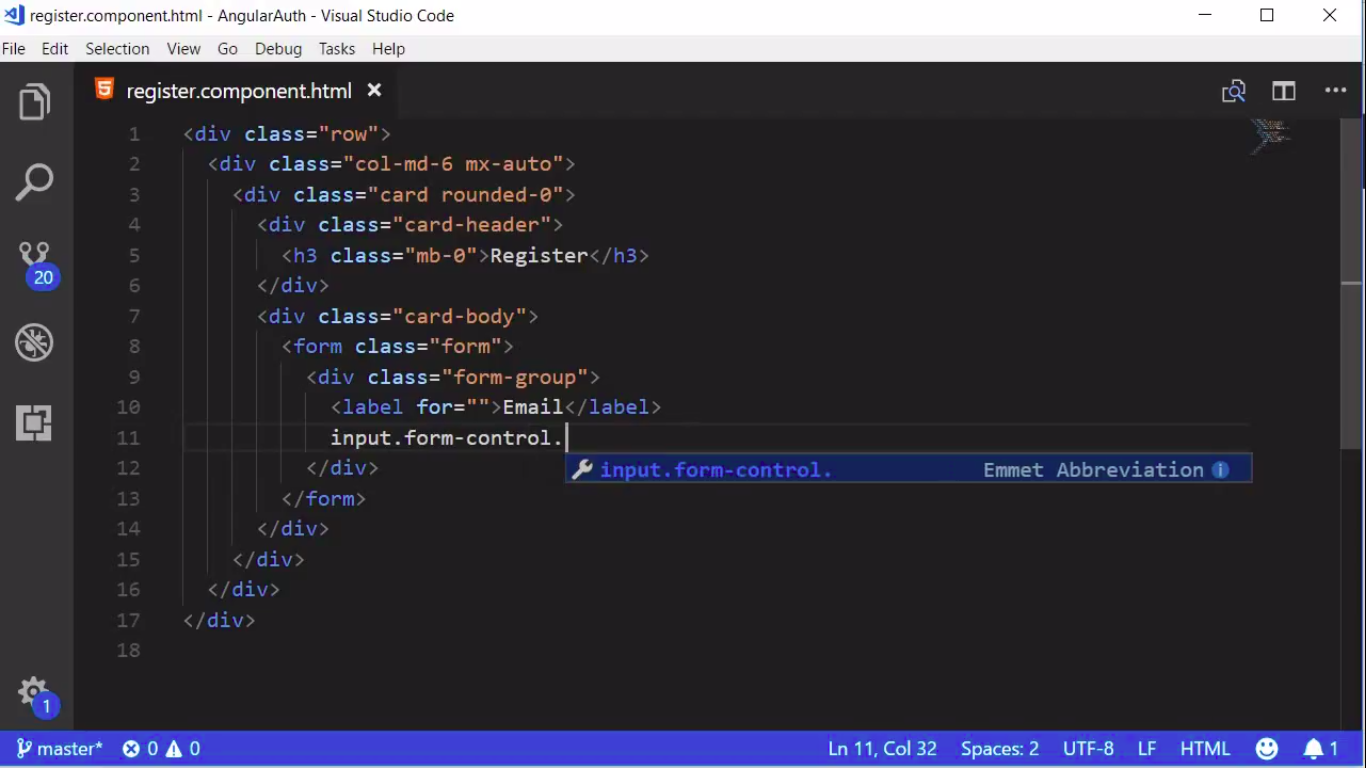 register.component.html - AngularAuth - Visual Studio Code
File Edit Selection View Go Debug Tasks Help
register.component.html
1 <div class="row">
2 <div class="col-md-6 mx-auto">
3 <div class="card rounded-0">
4 <div class="card-header">
5 <h3 class="mb-0">Register</h3>
6 </div>
7 <div class="card-body">
8 <form class="form">
9 <div class="form-group">
10 <label for="">Email</label>
11 input.form-control.
input.form-control. Emmet Abbreviation
12 </div>
13 </form>
14 </div>
15 </div>
16 </div>
17 </div>
18
20
1
master* 0 0 Ln 11, Col 32 Spaces: 2 UTF-8 LF HTML 1